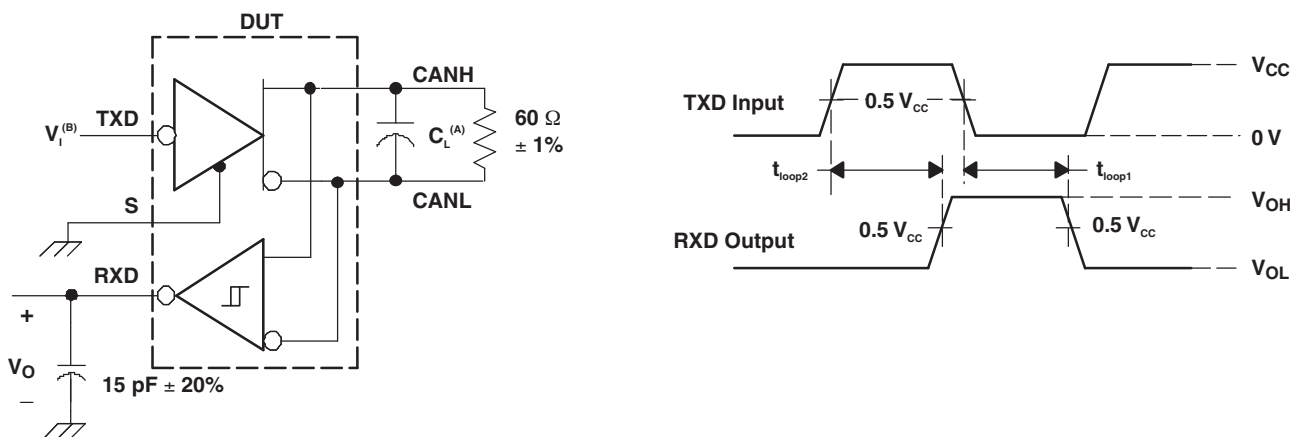 DUT
CANH
TXD
V_I^(B)
C_L^(A)
60 Ω
± 1%
CANL
S
RXD
+
V_O
–
15 pF ± 20%
V_CC
TXD Input
0.5 V_CC
0 V
t_loop2
t_loop1
V_OH
0.5 V_CC
0.5 V_CC
RXD Output
V_OL